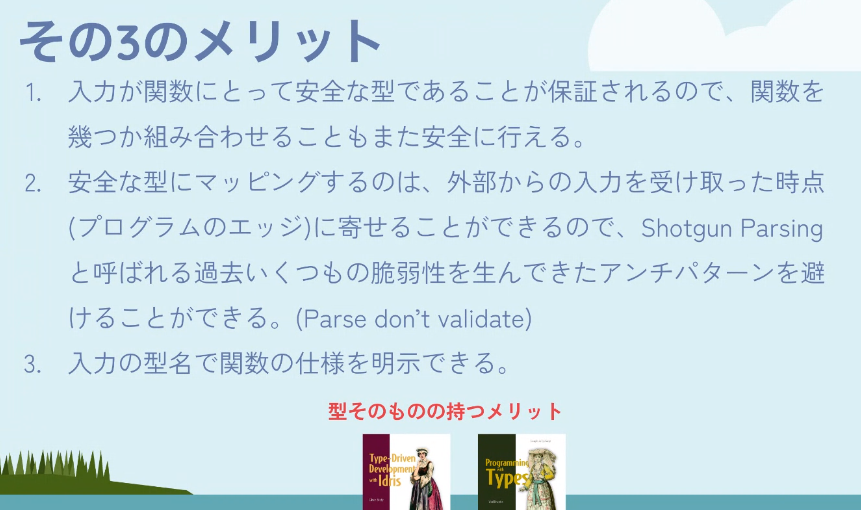 その3のメリット
1. 入力が関数にとって安全な型であることが保証されるので、関数を
幾つか組み合わせることもまた安全に行える。
2. 安全な型にマッピングするのは、外部からの入力を受け取った時点
(プログラムのエッジ)に寄せることができるので、Shotgun Parsing
と呼ばれる過去いくつもの脆弱性を生んできたアンチパターンを避
けることができる。(Parse don’t validate)
3. 入力の型名で関数の仕様を明示できる。
型そのものの持つメリット
Type-Driven
Development
with Idris
Programming
with
Types